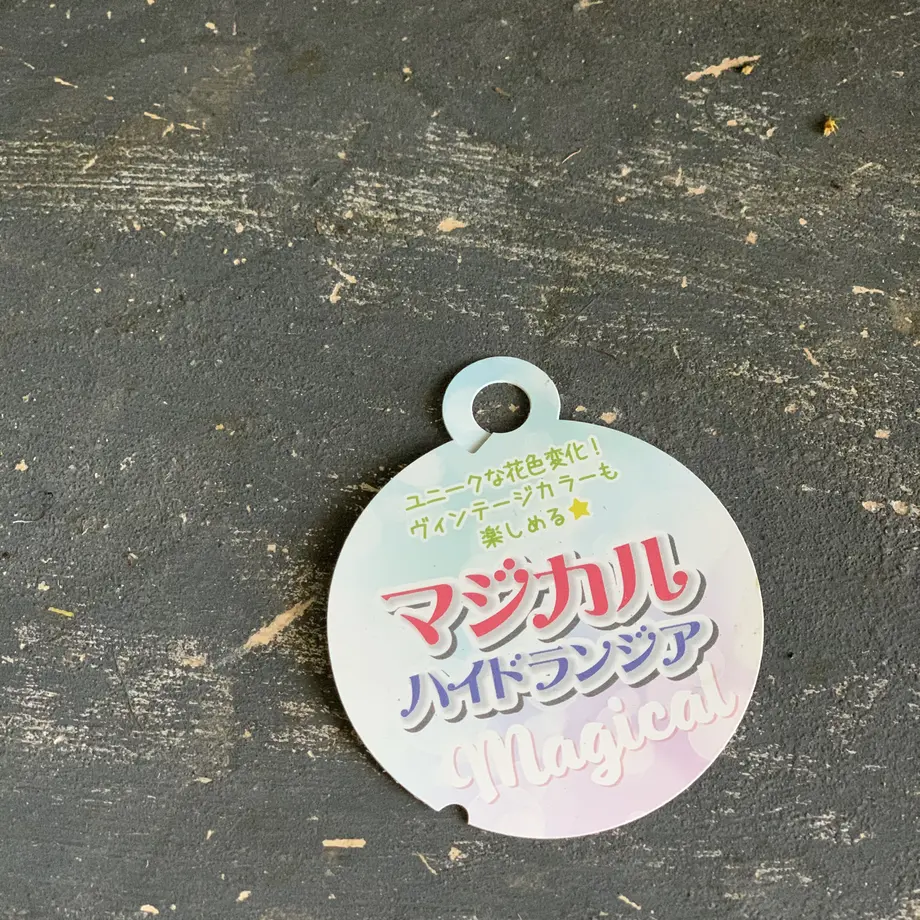 ユニークな花色変化!
ヴィンテージカラーも
楽しめる★
マジカル
ハイドランジア
Magical